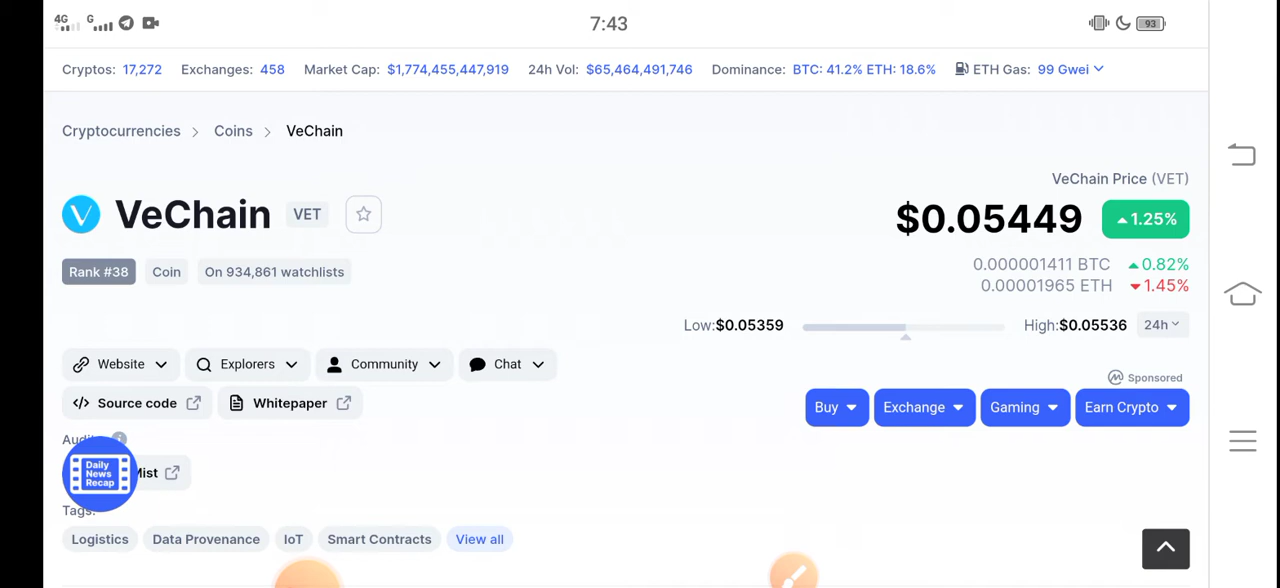 4G G 7:43 93
Cryptos: 17,272 Exchanges: 458 Market Cap: $1,774,455,447,919 24h Vol: $65,464,491,746 Dominance: BTC: 41.2% ETH: 18.6% ETH Gas: 99 Gwei
Cryptocurrencies > Coins > VeChain
VeChain Price (VET)
VeChain VET $0.05449 1.25%
Rank #38 Coin On 934,861 watchlists
0.000001411 BTC 0.82%
0.00001965 ETH 1.45%
Low:$0.05359 High:$0.05536 24h
Website Explorers Community Chat
Sponsored
Source code Whitepaper
Buy Exchange Gaming Earn Crypto
Daily
News
Recap
Tags:
Logistics Data Provenance IoT Smart Contracts View all